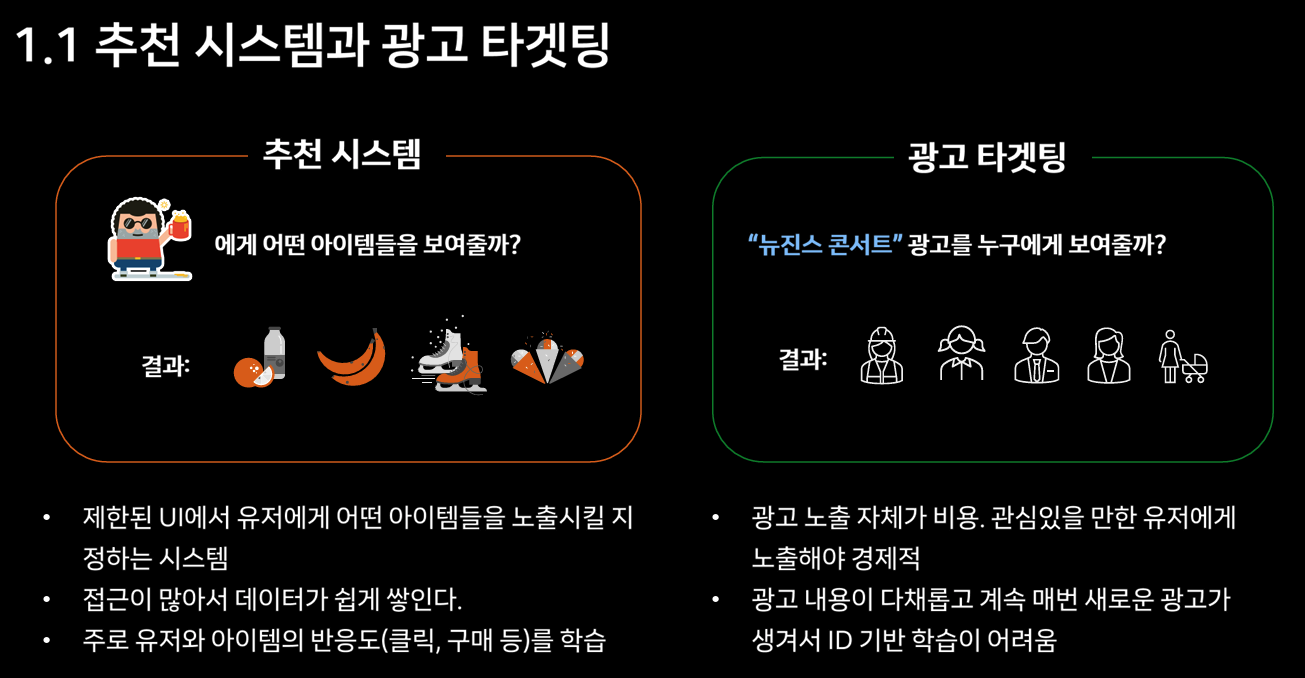 1.1 추천 시스템과 광고 타겟팅
추천 시스템
에게 어떤 아이템들을 보여줄까?
결과:
• 제한된 UI에서 유저에게 어떤 아이템들을 노출시킬 지
정하는 시스템
• 접근이 많아서 데이터가 쉽게 쌓인다.
• 주로 유저와 아이템의 반응도(클릭, 구매 등)를 학습
광고 타겟팅
“뉴진스 콘서트” 광고를 누구에게 보여줄까?
결과:
• 광고 노출 자체가 비용. 관심있을 만한 유저에게
노출해야 경제적
• 광고 내용이 다채롭고 계속 매번 새로운 광고가
생겨서 ID 기반 학습이 어려움